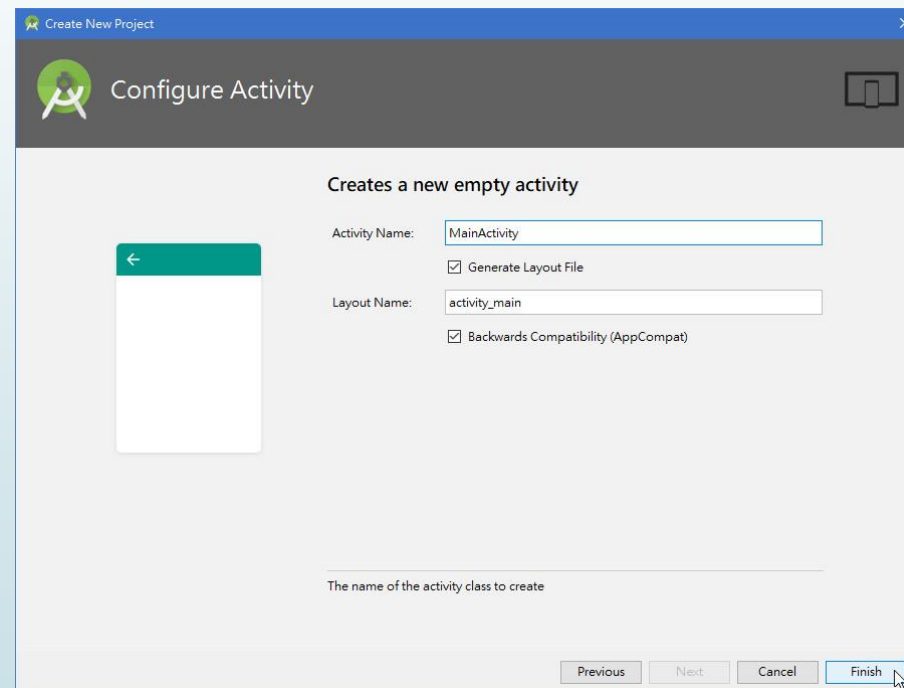 Create New Project
Configure Activity
Creates a new empty activity
Activity Name: MainActivity
Generate Layout File
Layout Name: activity_main
Backwards Compatibility (AppCompat)
The name of the activity class to create
Previous Next Cancel Finish